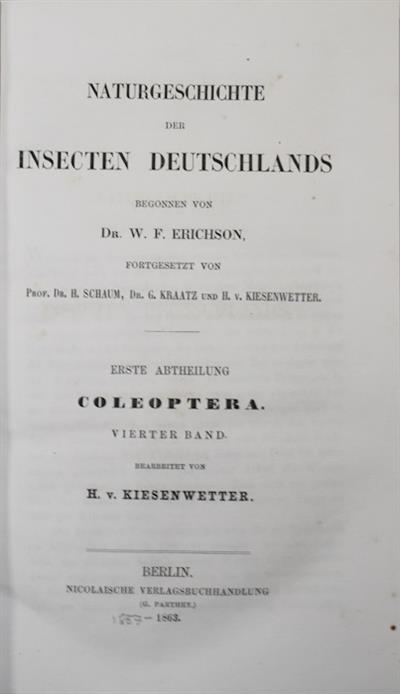 NATURGESCHICHTE
DER
INSECTEN DEUTSCHLANDS
BEGONNEN VON
DR. W. F. ERICHSON,
FORTGESETZT VON
PROF. DR. H. SCHAUM, DR. G. KRAATZ UND H. v. KIESENWETTER.
ERSTE ABTHEILUNG
COLEOPTERA.
VIERTER BAND.
BEARBEITET VON
H. v. KIESENWETTER.
BERLIN.
NICOLAISCHE VERLAGSBUCHHANDLUNG
(G. PARTHEY.)
1857 – 1863.